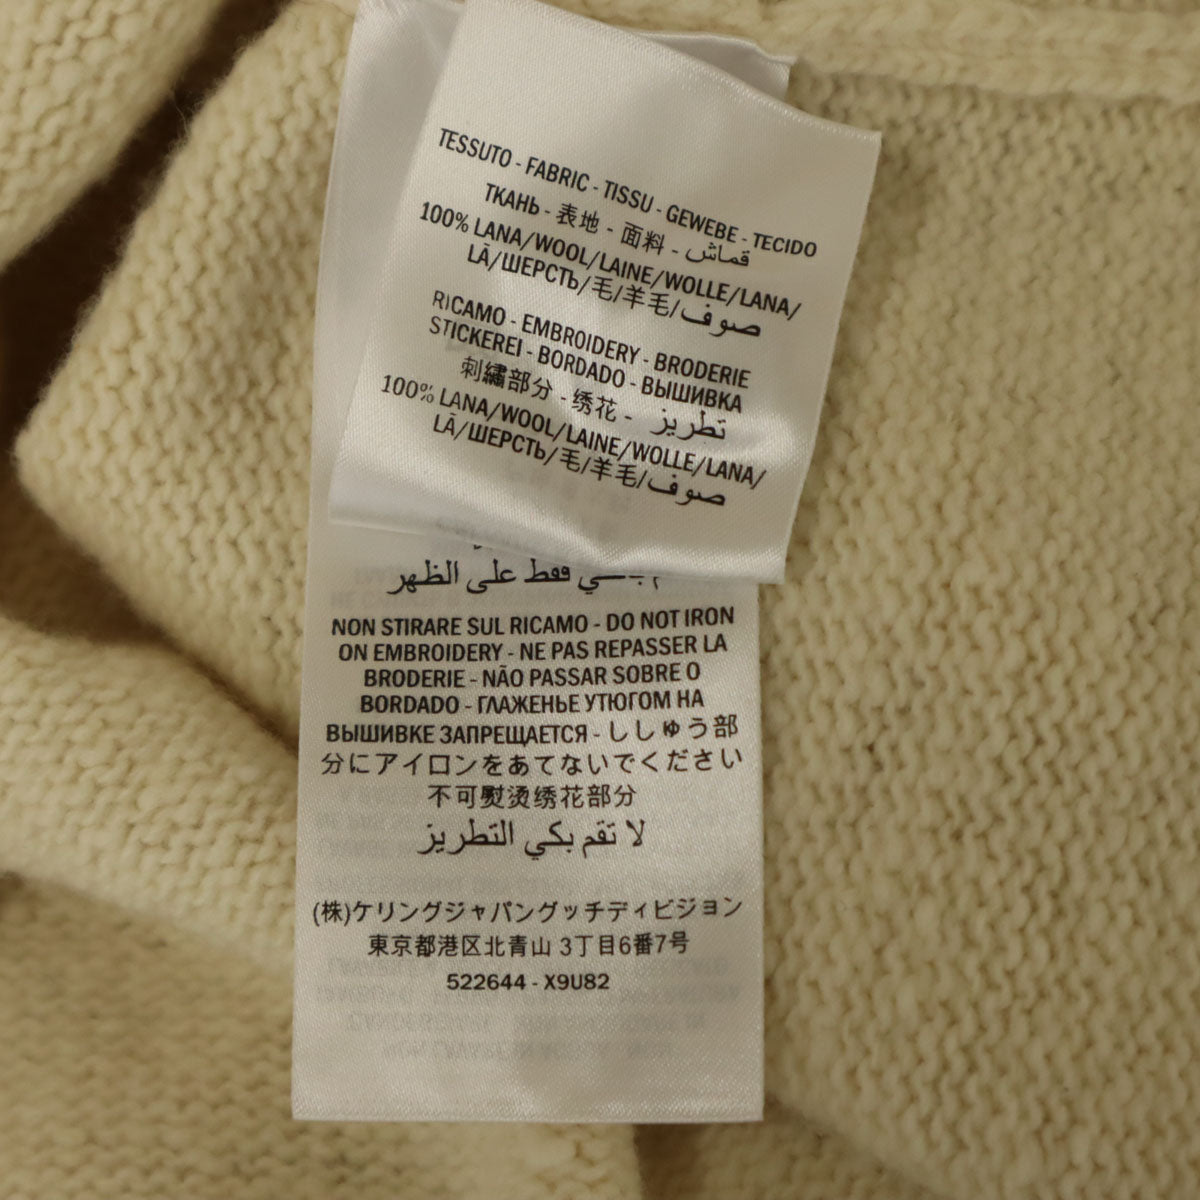 TESSUTO - FABRIC - TISSU - GEWEBE - TECIDO
ТКАНЬ - 表地 - 面料 - قماش
100% LANA/WOOL/LAINE/WOLLE/LANA/
LÃ/ШЕРСТЬ/毛/羊毛/صوف
RICAMO - EMBROIDERY - BRODERIE
STICKEREI - BORDADO - ВЫШИВКА
刺繡部分 - 绣花 - تطريز
100% LANA/WOOL/LAINE/WOLLE/LANA/
LÃ/ШЕРСТЬ/毛/羊毛/صوف
فقط على الظهر
NON STIRARE SUL RICAMO - DO NOT IRON
ON EMBROIDERY - NE PAS REPASSER LA
BRODERIE - NÃO PASSAR SOBRE O
BORDADO - ГЛАЖЕНЬЕ УТЮГОМ НА
ВЫШИВКЕ ЗАПРЕЩАЕТСЯ - ししゅう部
分にアイロンをあてないでください
不可熨烫绣花部分
لا تقم بكي التطريز
(株)ケリングジャパングッチディビジョン
東京都港区北青山 3丁目6番7号
522644 - X9U82